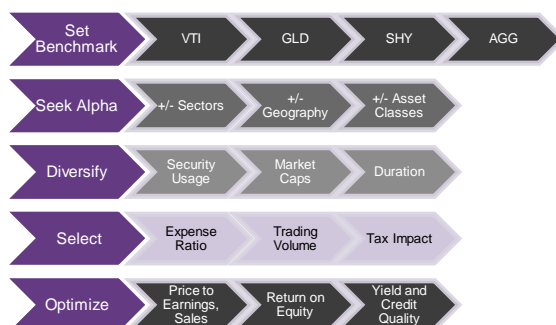 Set
Benchmark
VTI
GLD
SHY
AGG
Seek Alpha
+/- Sectors
+/-
Geography
+/- Asset
Classes
Diversify
Security
Usage
Market
Caps
Duration
Select
Expense
Ratio
Trading
Volume
Tax Impact
Optimize
Price to
Earnings,
Sales
Return on
Equity
Yield and
Credit
Quality